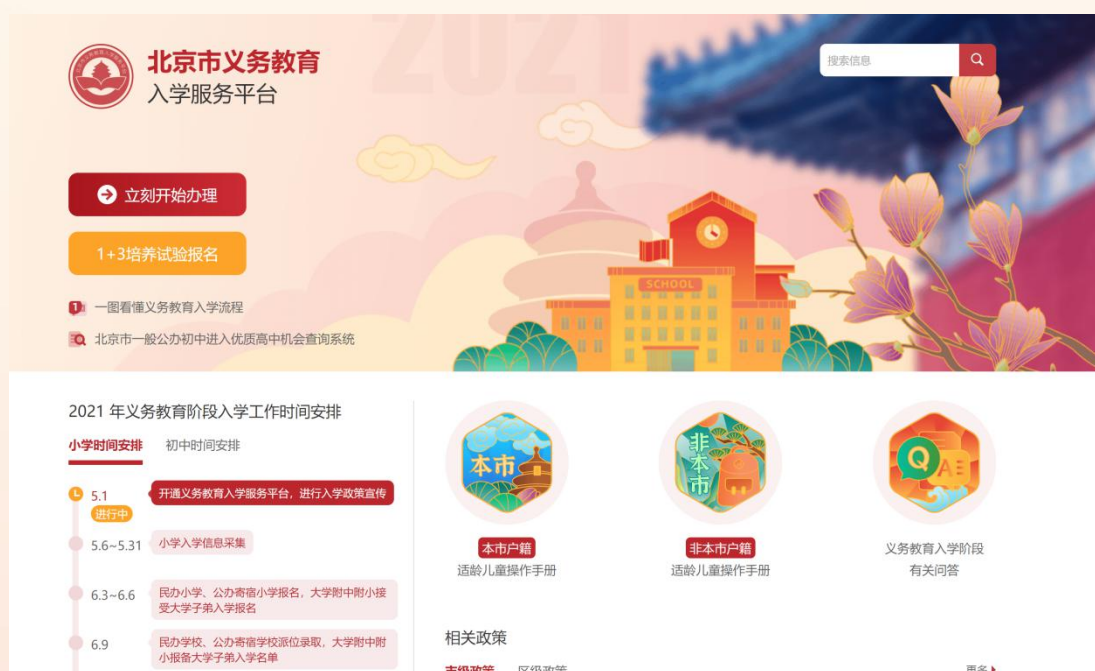 2021
北京市义务教育
入学服务平台
搜索信息
立刻开始办理
1+3培养试验报名
一图看懂义务教育入学流程
北京市一般公办初中进入优质高中机会查询系统
SCHOOL
2021 年义务教育阶段入学工作时间安排
小学时间安排 初中时间安排
5.1 开通义务教育入学服务平台，进行入学政策宣传
进行中
5.6~5.31 小学入学信息采集
6.3~6.6 民办小学、公办寄宿小学报名，大学附中附小接
受大学子弟入学报名
6.9 民办学校、公办寄宿学校派位录取，大学附中附
小报备大学子弟入学名单
本市
本市户籍
适龄儿童操作手册
非本市
非本市户籍
适龄儿童操作手册
Q
A
义务教育入学阶段
有关问答
相关政策
市级政策 区级政策 更多